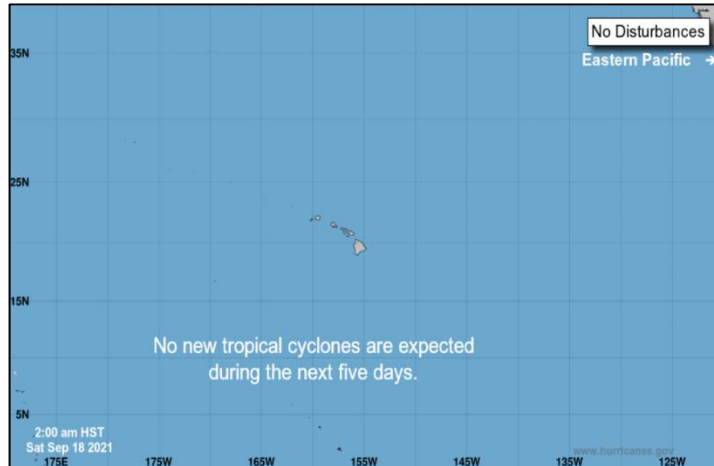 No Disturbances
Eastern Pacific →
35N
25N
15N
No new tropical cyclones are expected
during the next five days.
5N
2:00 am HST
Sat Sep 18 2021
www.hurricanes.gov
175E 175W 165W 155W 145W 135W 125W